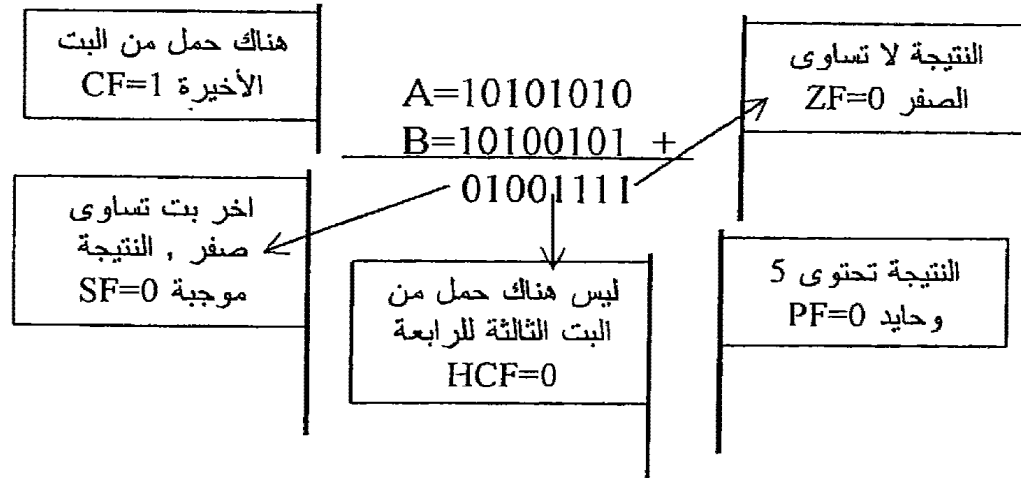 هناك حمل من البت
الأخيرة CF=1
A=10101010
B=10100101 +
01001111
النتيجة لا تساوى
الصفر ZF=0
اخر بت تساوى
صفر , النتيجة
موجبة SF=0
ليس هناك حمل من
البت الثالثة للرابعة
HCF=0
النتيجة تحتوى 5
وحايد PF=0